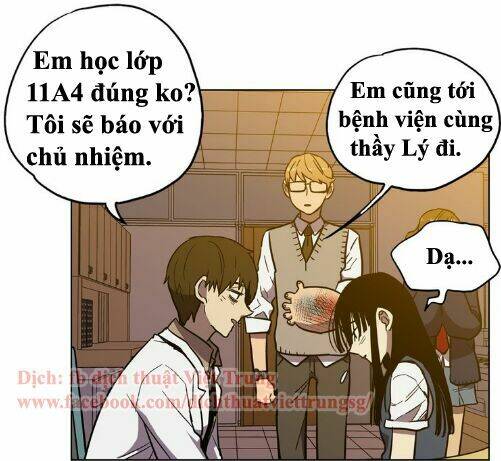 Em học lớp
11A4 đúng ko?
Tôi sẽ báo với
chủ nhiệm.
Em cũng tới
bệnh viện cùng
thầy Lý đi.
Dạ...
Dịch: fb dịch thuật Việt Trung
www.facebook.com/dichthuatviettrungsg/